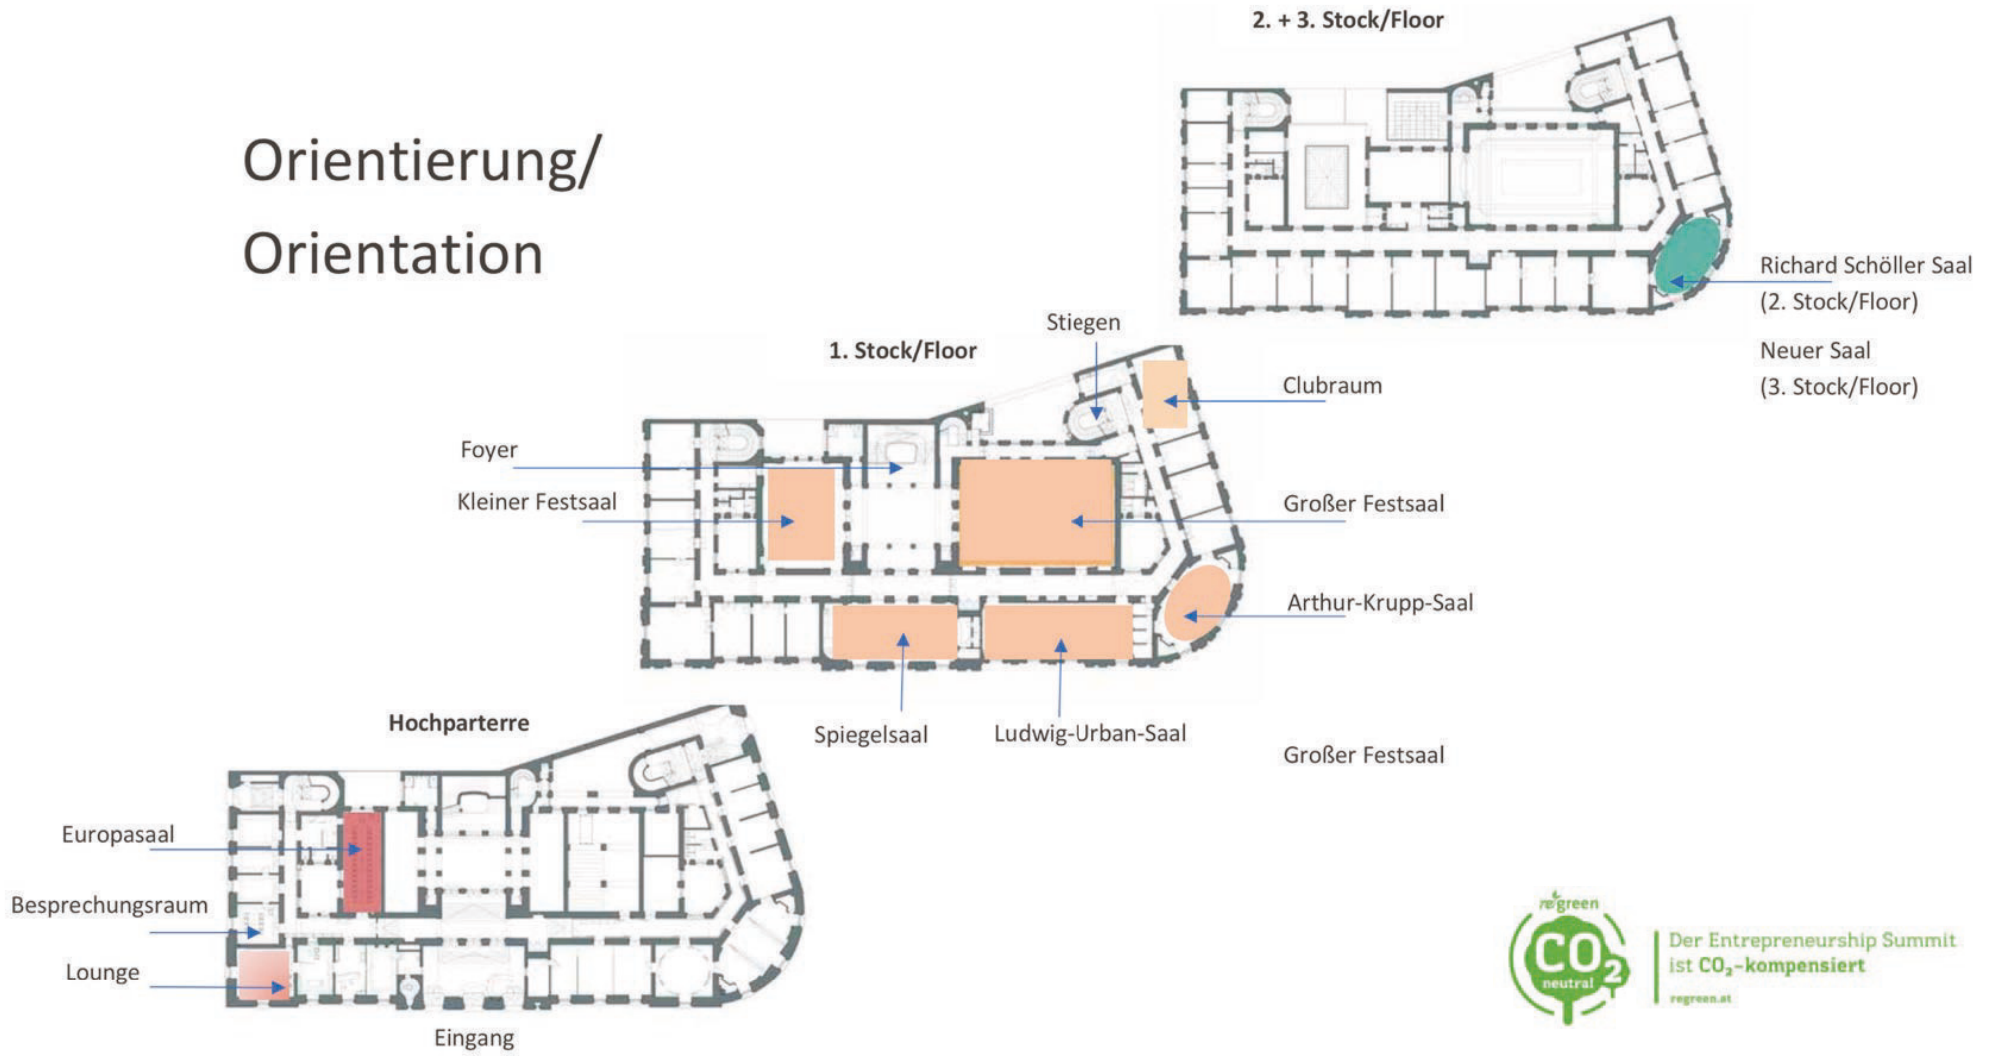 2. + 3. Stock/Floor
Orientierung/
Orientation
Richard Schöller Saal
(2. Stock/Floor)
Neuer Saal
(3. Stock/Floor)
Stiegen
1. Stock/Floor
Clubraum
Foyer
Kleiner Festsaal
Großer Festsaal
Arthur-Krupp-Saal
Spiegelsaal
Ludwig-Urban-Saal
Großer Festsaal
Hochparterre
Europasaal
Besprechungsraum
Lounge
Eingang
regreen
CO2
neutral
Der Entrepreneurship Summit
ist CO₂-kompensiert
regreen.at